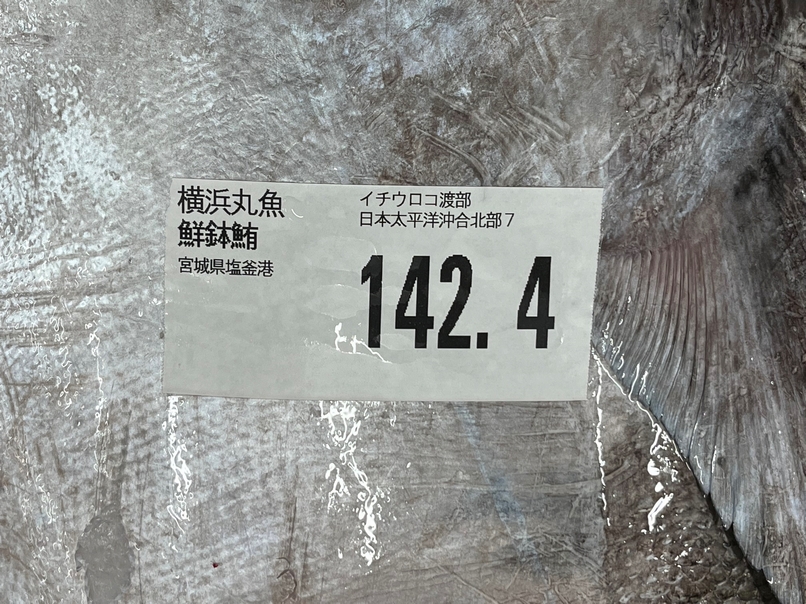 横浜丸魚
鮮鉢鮪
宮城県塩釜港
イチウロコ渡部
日本太平洋沖合北部7
142.4